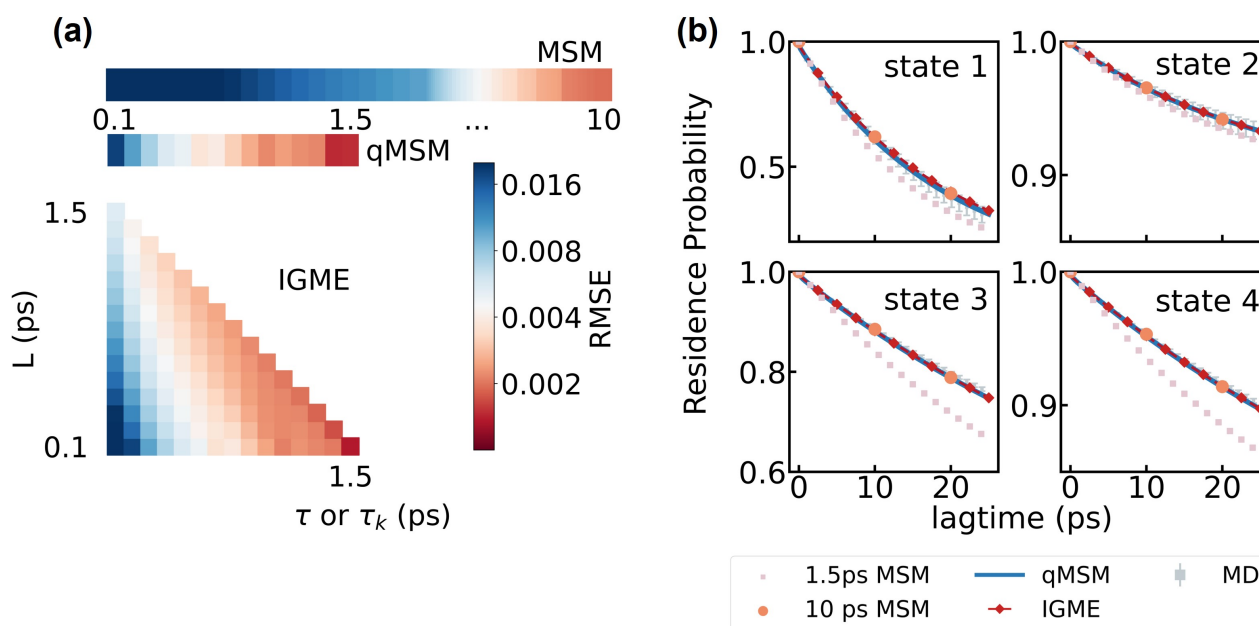 (a)
MSM
0.1 1.5 ... 10
qMSM
0.016
0.008
0.004
0.002
RMSE
1.5
IGME
L (ps)
0.1
1.5
τ or τk (ps)
(b)
Residence Probability
1.0
0.5
state 1
1.0
0.9
state 2
1.0
0.8
0.6
state 3
0 10 20
1.0
0.9
state 4
0 10 20
lagtime (ps)
1.5ps MSM qMSM MD
10 ps MSM IGME